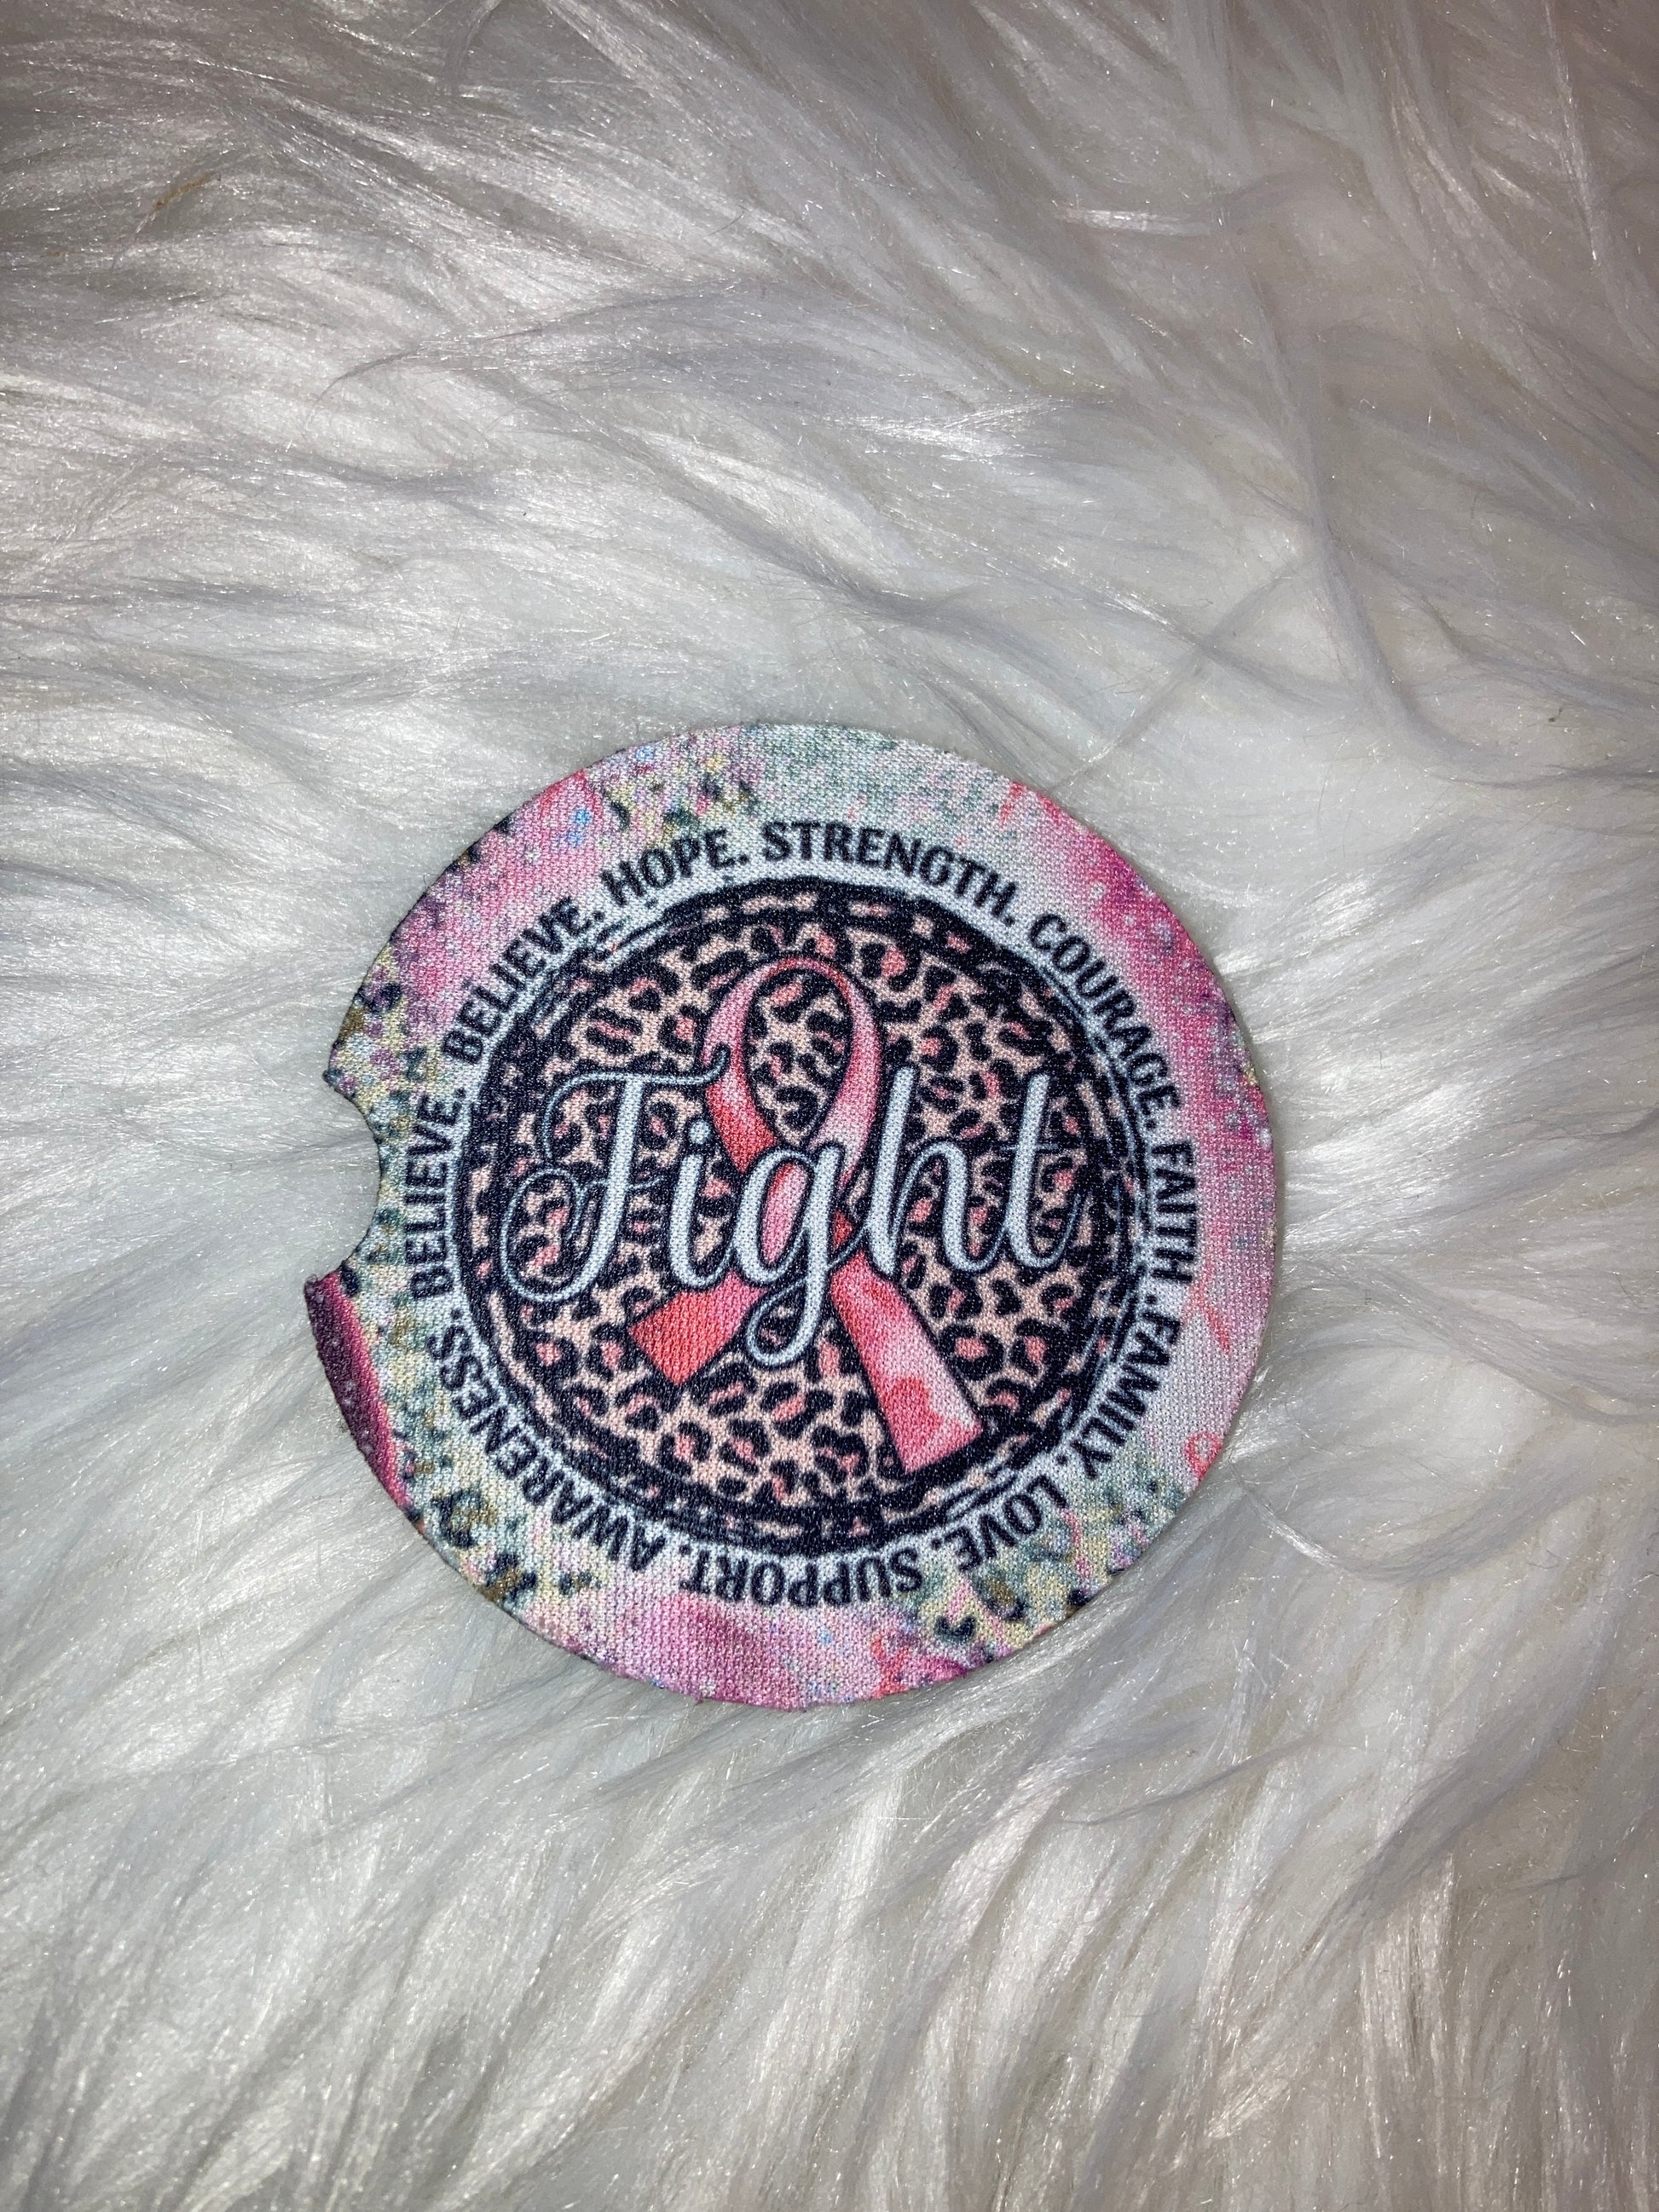 Fight
BELIEVE. BELIEVE. HOPE. STRENGTH. COURAGE. FAITH. FAMILY. LOVE. SUPPORT. AWARENESS.